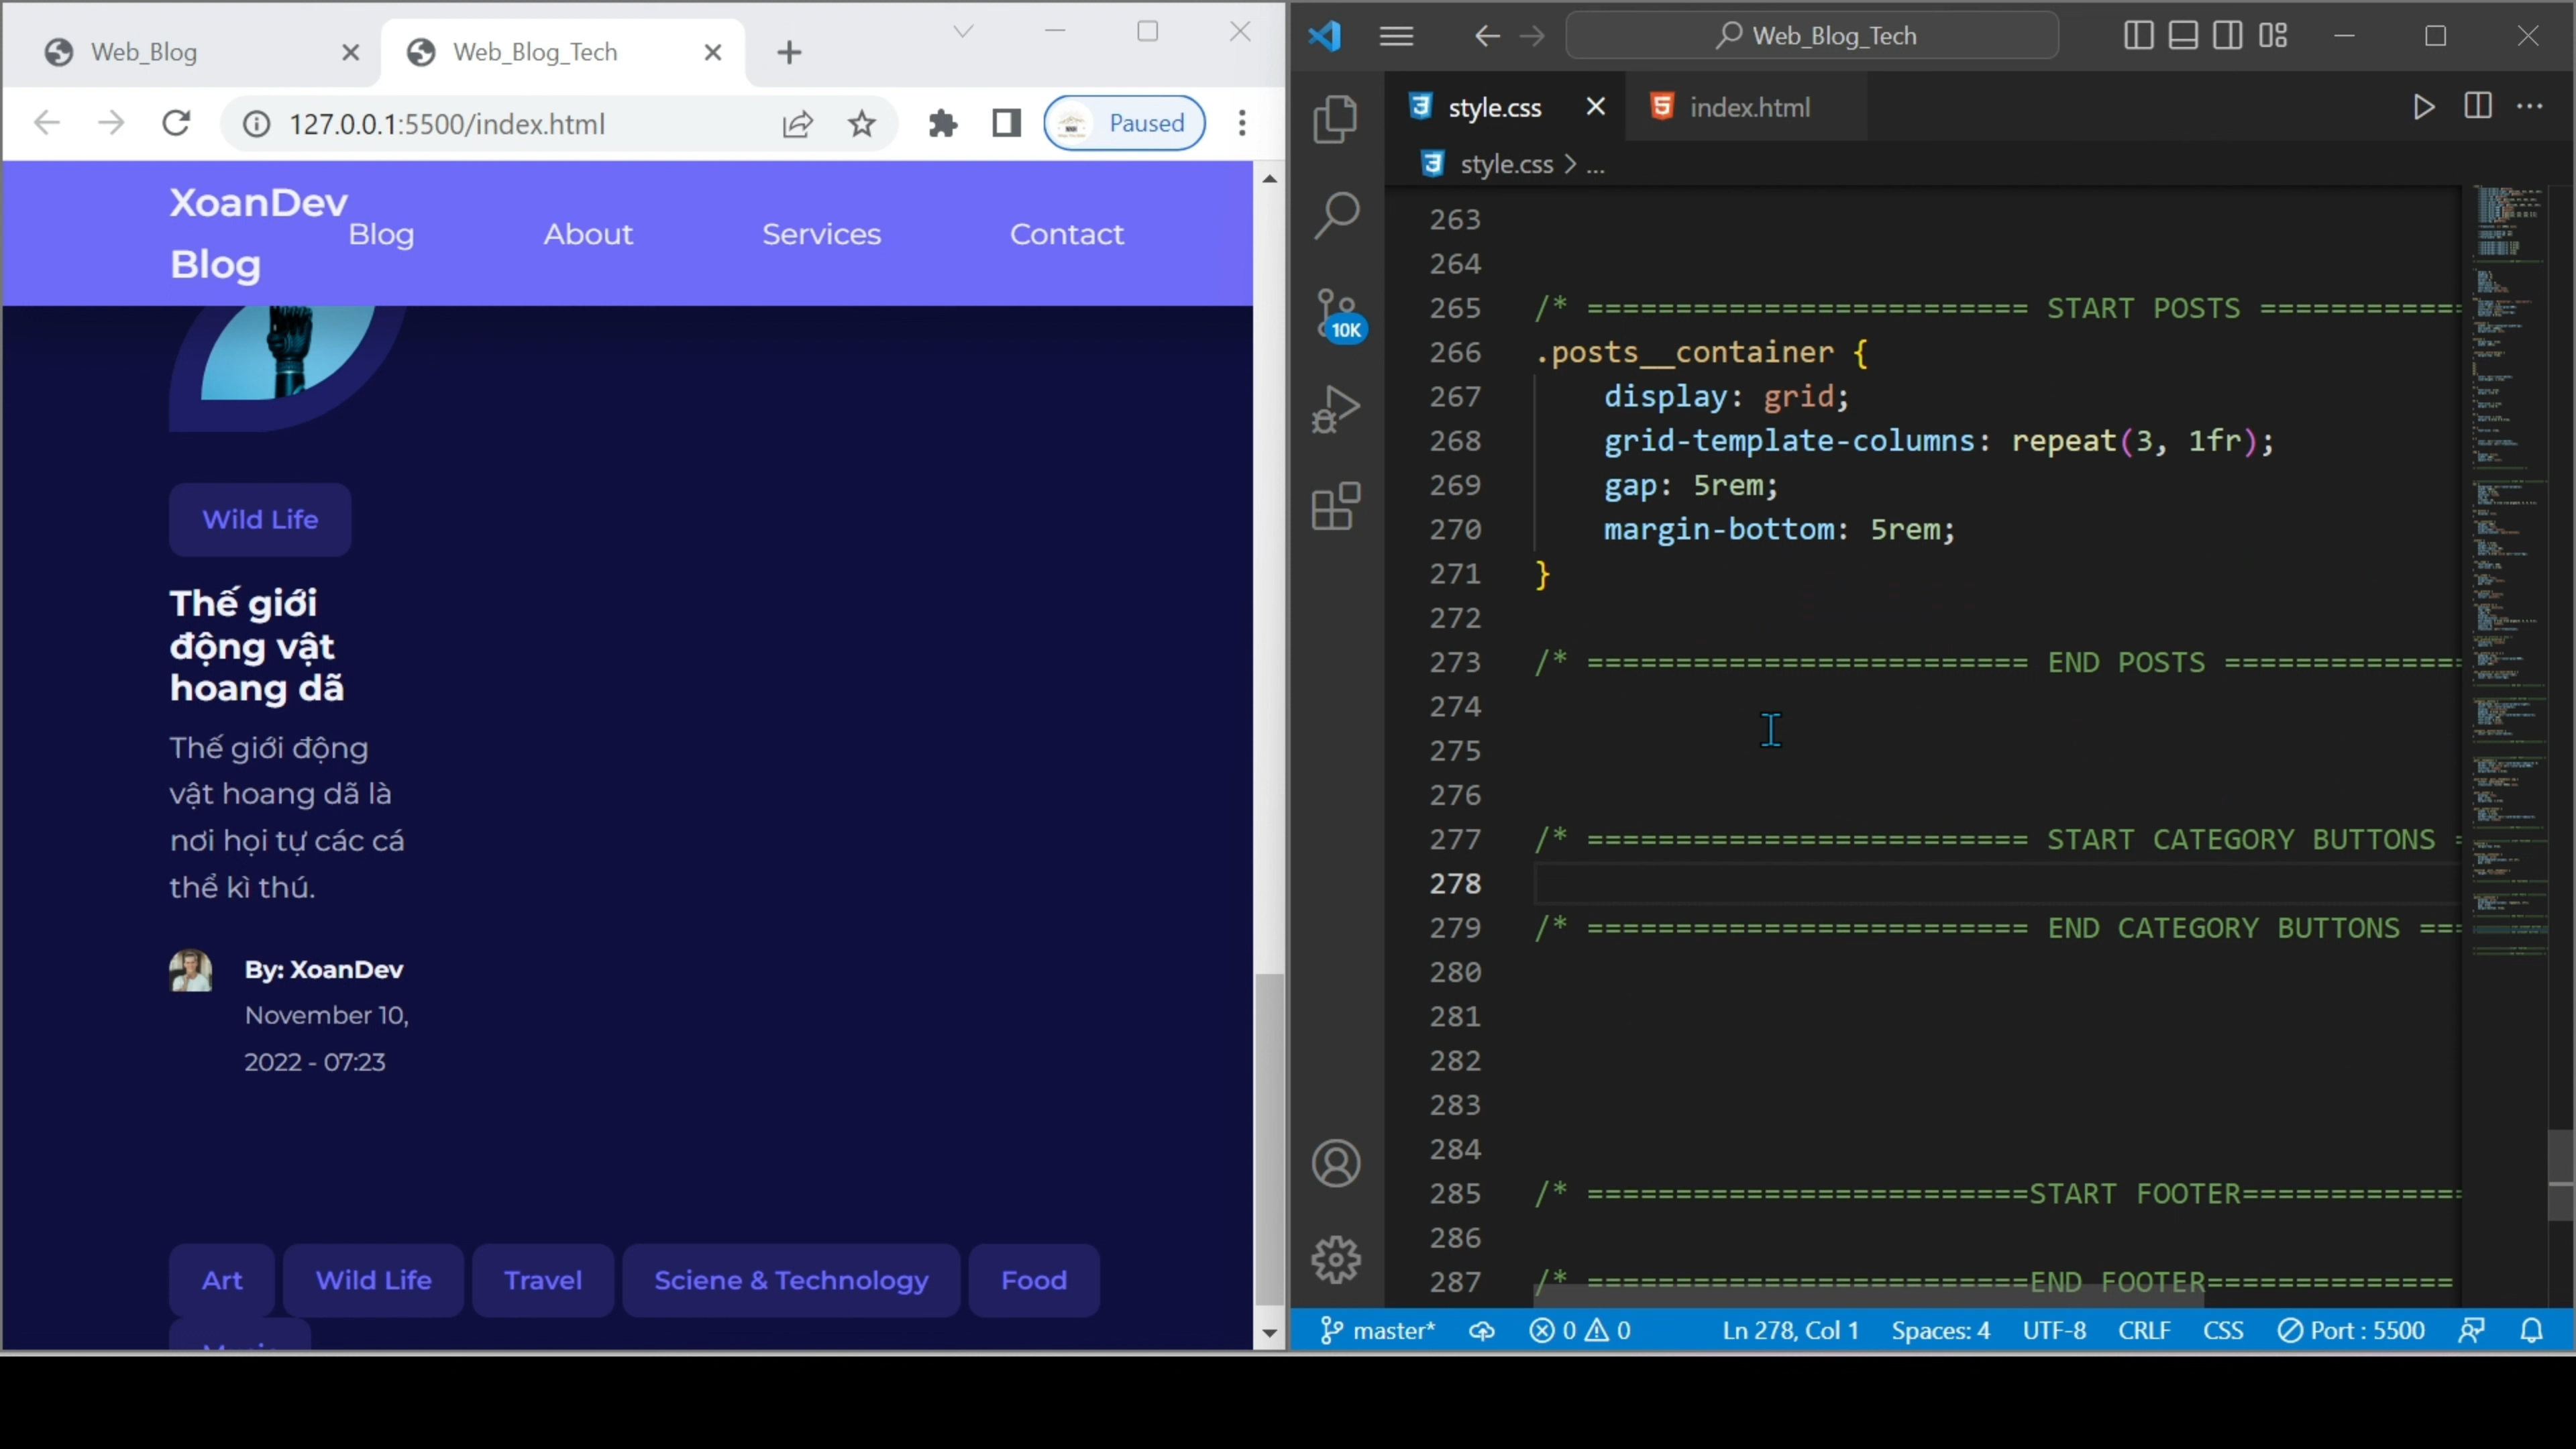 Web_Blog
Web_Blog_Tech
127.0.0.1:5500/index.html
Paused
XoanDev
Blog
Blog
About
Services
Contact
Wild Life
Thế giới
động vật
hoang dã
Thế giới động
vật hoang dã là
nơi họi tự các cá
thể kì thú.
By: XoanDev
November 10,
2022 - 07:23
Art
Wild Life
Travel
Sciene & Technology
Food
Web_Blog_Tech
style.css
index.html
style.css > ...
10K
263
264
265 /* ========================= START POSTS ============
266 .posts__container {
267 display: grid;
268 grid-template-columns: repeat(3, 1fr);
269 gap: 5rem;
270 margin-bottom: 5rem;
271 }
272
273 /* ========================= END POSTS ==============
274
275
276
277 /* ========================= START CATEGORY BUTTONS =
278
279 /* ========================= END CATEGORY BUTTONS ===
280
281
282
283
284
285 /* =========================START FOOTER=============
286
287 /* =========================END FOOTER==============
master*
0
0
Ln 278, Col 1
Spaces: 4
UTF-8
CRLF
CSS
Port : 5500